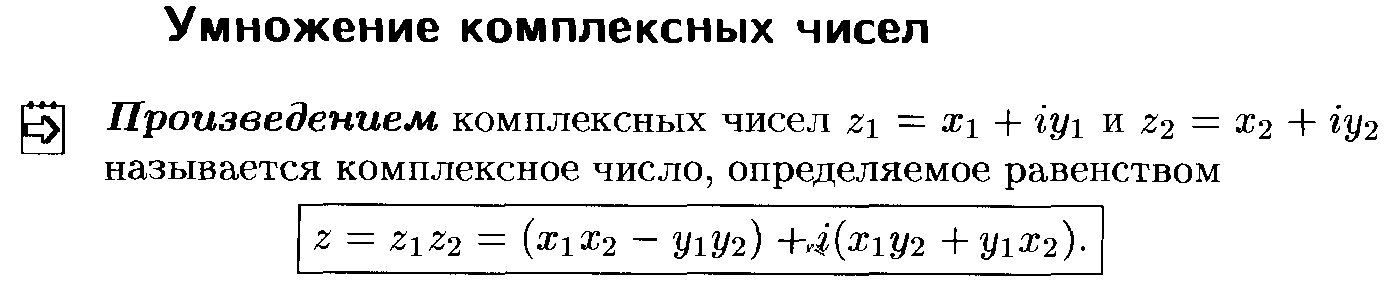 Умножение комплексных чисел
Произведением комплексных чисел z₁ = x₁ + iy₁ и z₂ = x₂ + iy₂
называется комплексное число, определяемое равенством
z = z₁z₂ = (x₁x₂ − y₁y₂) + i(x₁y₂ + y₁x₂).